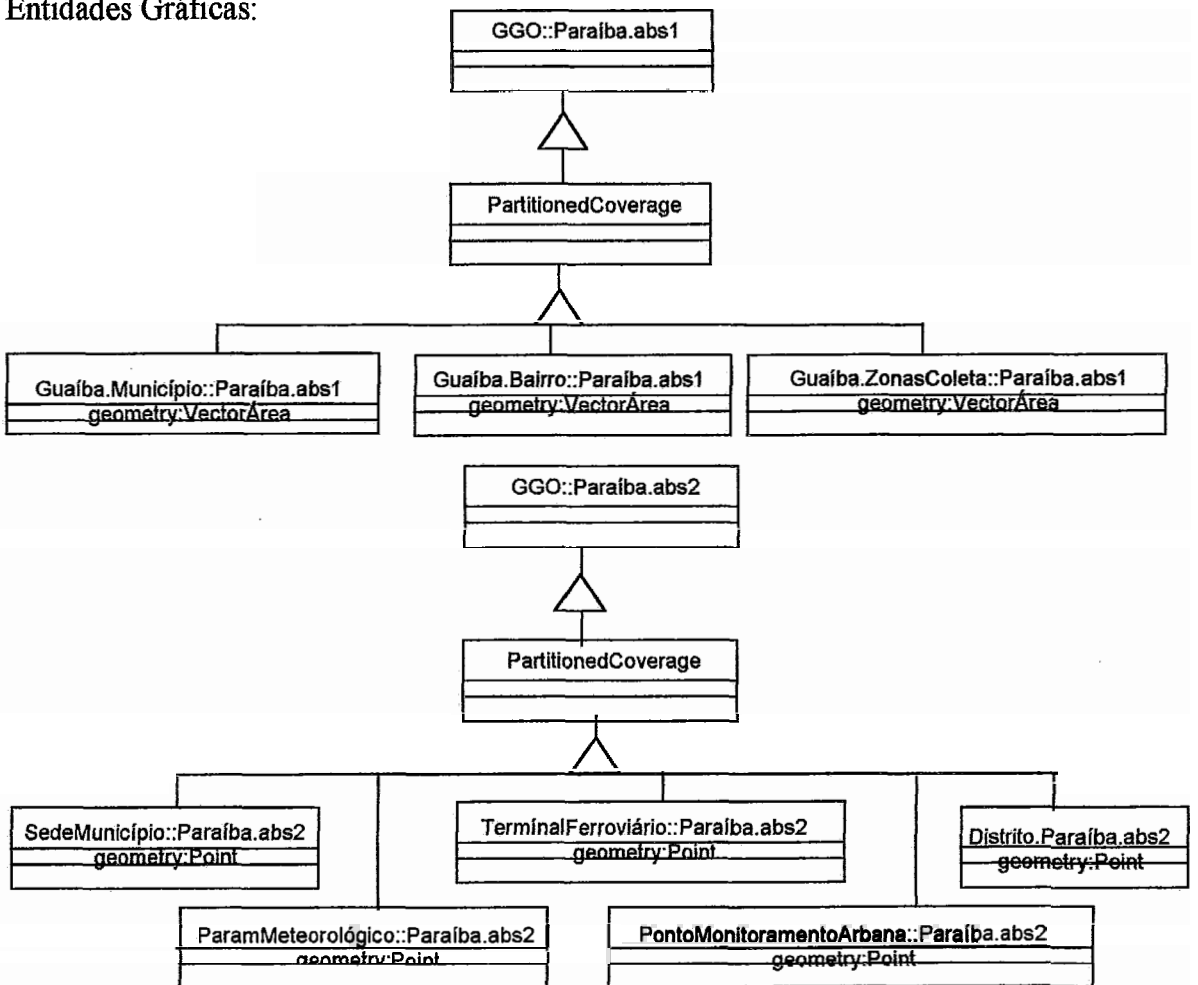 Entidades Gráficas:
GGO::Paraíba.abs1
PartitionedCoverage
Guaíba.Município::Paraíba.abs1
geometry:VectorÁrea
Guaíba.Bairro::Paraíba.abs1
geometry:VectorÁrea
Guaíba.ZonasColeta::Paraíba.abs1
geometry:VectorÁrea
GGO::Paraíba.abs2
PartitionedCoverage
SedeMunicípio::Paraíba.abs2
geometry:Point
TermínalFerroviário::Paraíba.abs2
geometry:Point
Distrito.Paraíba.abs2
geometry:Point
ParamMeteorológico::Paraíba.abs2
geometry:Point
PontoMonitoramentoArbana::Paraíba.abs2
geometry:Point